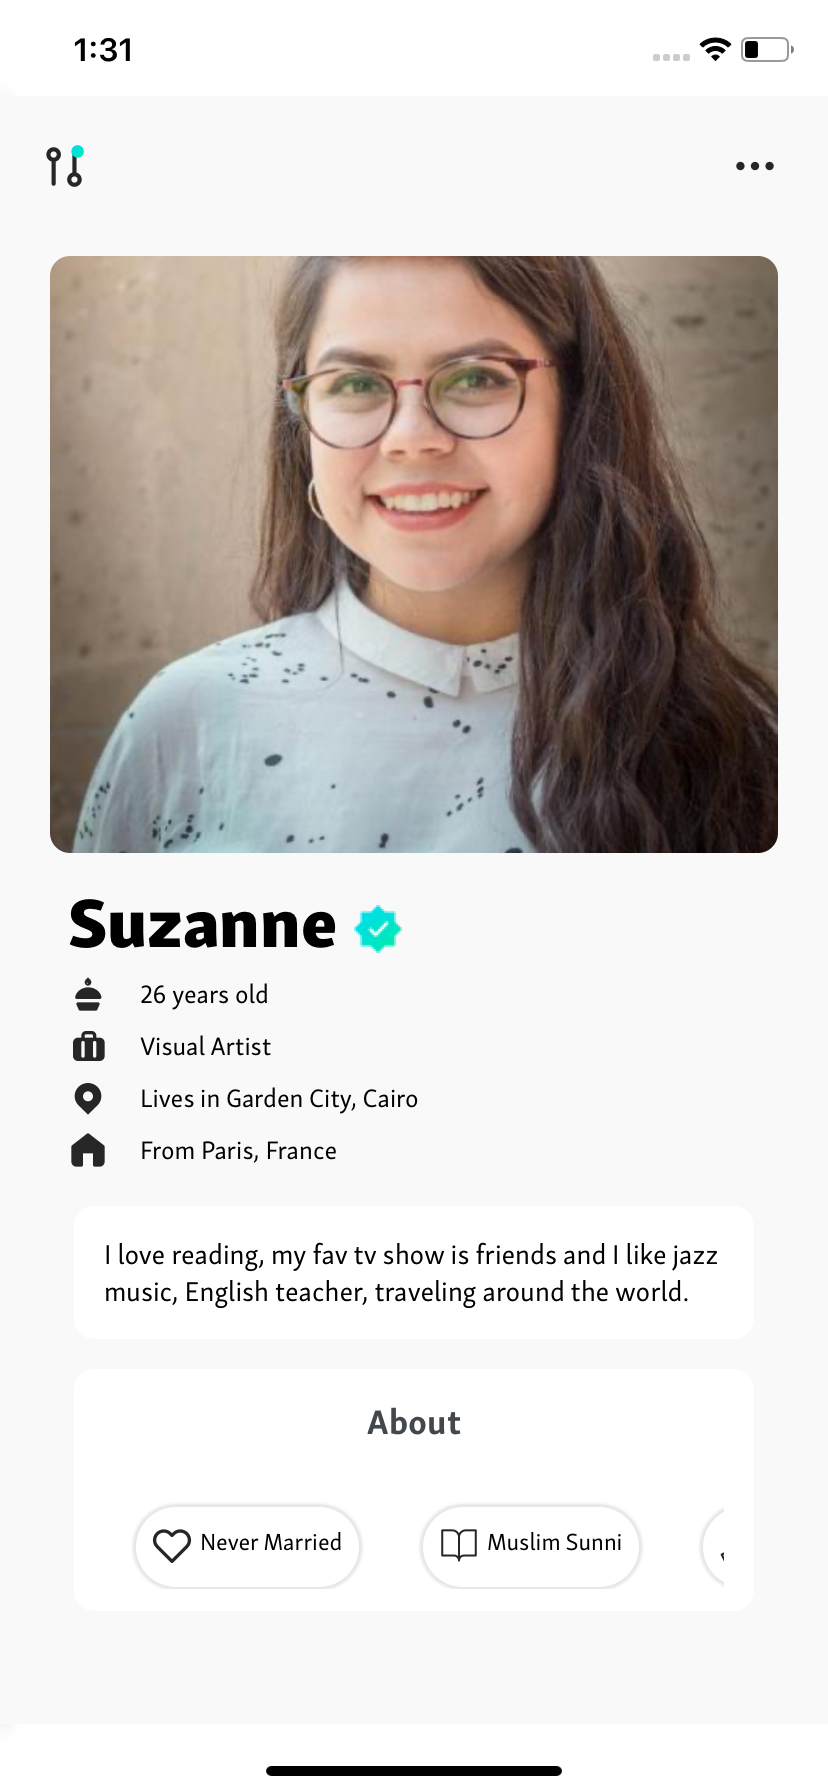 1:31
Suzanne
26 years old
Visual Artist
Lives in Garden City, Cairo
From Paris, France
I love reading, my fav tv show is friends and I like jazz
music, English teacher, traveling around the world.
About
Never Married
Muslim Sunni